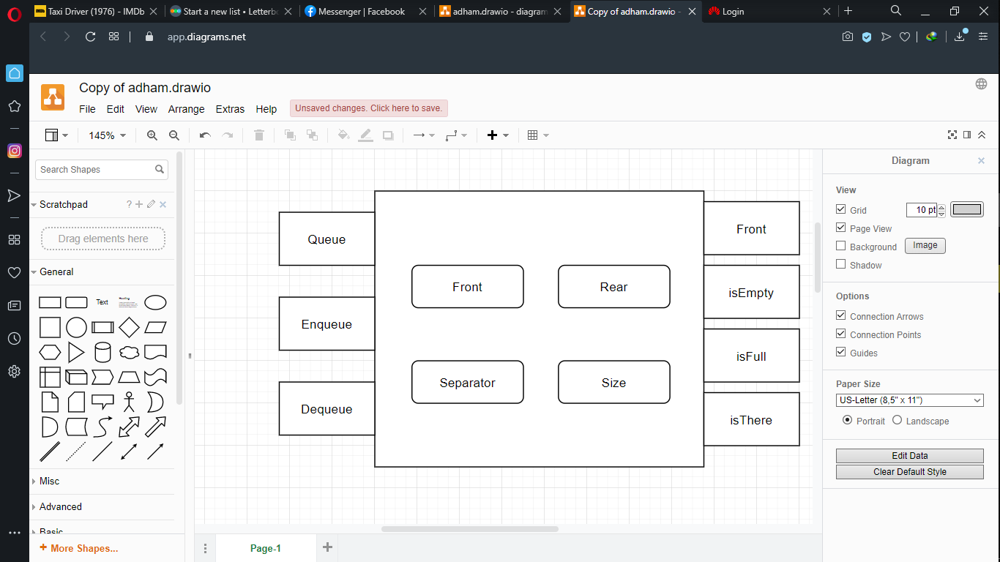 Taxi Driver (1976) - IMDb
Start a new list • Letterbo
Messenger | Facebook
adham.drawio - diagram
Copy of adham.drawio -
Login
app.diagrams.net
Copy of adham.drawio
File Edit View Arrange Extras Help
Unsaved changes. Click here to save.
145%
Search Shapes
Scratchpad
?
Drag elements here
General
Text
Heading
Misc
Advanced
Basic
+ More Shapes...
Queue
Enqueue
Dequeue
Front
Rear
Separator
Size
Front
isEmpty
isFull
isThere
Page-1
Diagram
View
Grid
10 pt
Page View
Background
Image
Shadow
Options
Connection Arrows
Connection Points
Guides
Paper Size
US-Letter (8,5" x 11")
Portrait
Landscape
Edit Data
Clear Default Style